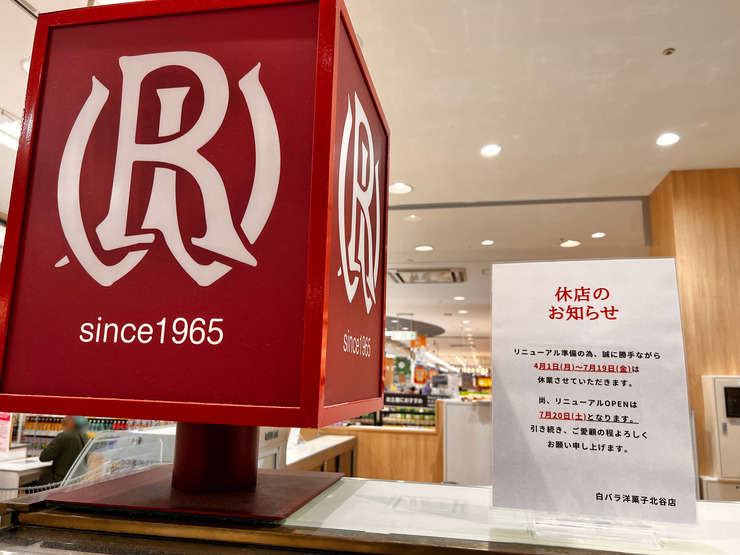 R
since1965
R
since1965
休店の
お知らせ
リニューアル準備の為、誠に勝手ながら
4月1日(月)〜7月19日(金)は
休業させていただきます。
尚、リニューアルOPENは
7月20日(土)となります。
引き続き、ご愛顧の程よろしく
お願い申し上げます。
白バラ洋菓子北谷店